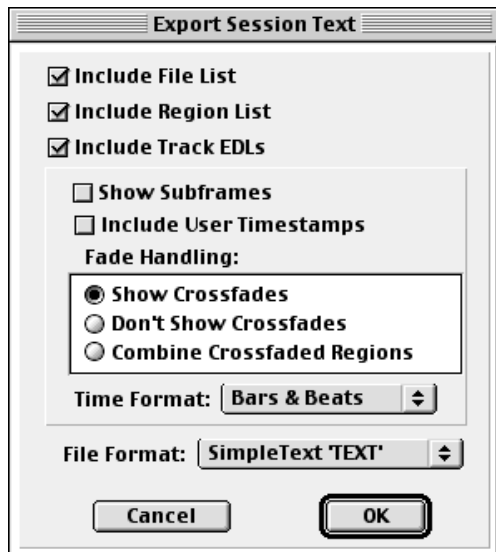 Export Session Text
Include File List
Include Region List
Include Track EDLs
Show Subframes
Include User Timestamps
Fade Handling:
Show Crossfades
Don't Show Crossfades
Combine Crossfaded Regions
Time Format: Bars & Beats
File Format: SimpleText 'TEXT'
Cancel OK